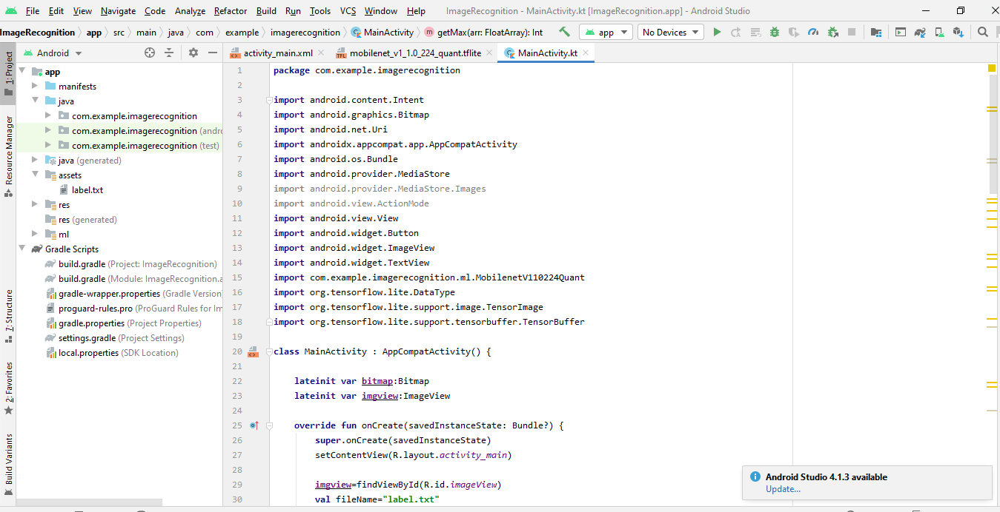 File Edit View Navigate Code Analyze Refactor Build Run Tools VCS Window Help ImageRecognition - MainActivity.kt [ImageRecognition.app] - Android Studio
ImageRecognition app src main java com example imagerecognition MainActivity getMax(arr: FloatArray): Int app No Devices
1: Project
Resource Manager
7: Structure
2: Favorites
Build Variants
Android
app
manifests
java
com.example.imagerecognition
com.example.imagerecognition (andro
com.example.imagerecognition (test)
java (generated)
assets
label.txt
res
res (generated)
ml
Gradle Scripts
build.gradle (Project: ImageRecognition)
build.gradle (Module: ImageRecognition.a
gradle-wrapper.properties (Gradle Version
proguard-rules.pro (ProGuard Rules for Im
gradle.properties (Project Properties)
settings.gradle (Project Settings)
local.properties (SDK Location)
activity_main.xml mobilenet_v1_1.0_224_quant.tflite MainActivity.kt
1 package com.example.imagerecognition
2
3 import android.content.Intent
4 import android.graphics.Bitmap
5 import android.net.Uri
6 import androidx.appcompat.app.AppCompatActivity
7 import android.os.Bundle
8 import android.provider.MediaStore
9 import android.provider.MediaStore.Images
10 import android.view.ActionMode
11 import android.view.View
12 import android.widget.Button
13 import android.widget.ImageView
14 import android.widget.TextView
15 import com.example.imagerecognition.ml.MobilenetV110224Quant
16 import org.tensorflow.lite.DataType
17 import org.tensorflow.lite.support.image.TensorImage
18 import org.tensorflow.lite.support.tensorbuffer.TensorBuffer
19
20 class MainActivity : AppCompatActivity() {
21
22 lateinit var bitmap:Bitmap
23 lateinit var imgview:ImageView
24
25 override fun onCreate(savedInstanceState: Bundle?) {
26 super.onCreate(savedInstanceState)
27 setContentView(R.layout.activity_main)
28
29 imgview=findViewById(R.id.imageView)
30 val fileName="label.txt"
Android Studio 4.1.3 available
Update...